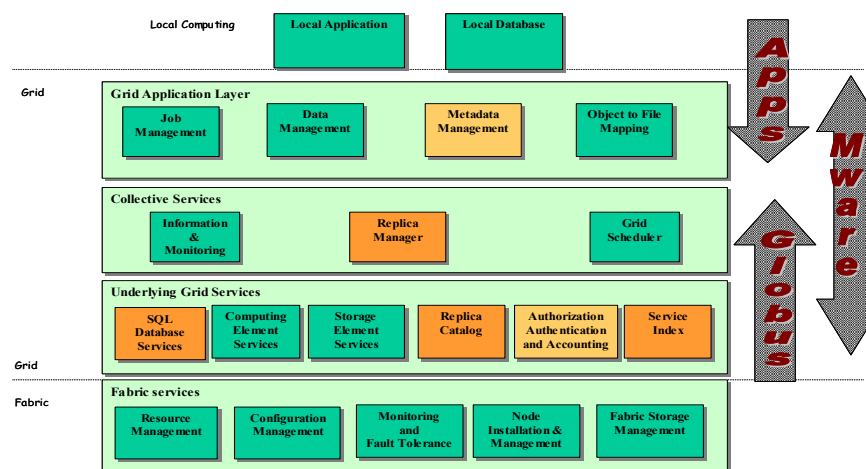 Local Computing
Local Application
Local Database
Grid
Grid Application Layer
Job
Management
Data
Management
Metadata
Management
Object to File
Mapping
Collective Services
Information
&
Monitoring
Replica
Manager
Grid
Scheduler
Underlying Grid Services
SQL
Database
Services
Computing
Element
Services
Storage
Element
Services
Replica
Catalog
Authorization
Authentication
and Accounting
Service
Index
Grid
Fabric
Fabric services
Resource
Management
Configuration
Management
Monitoring
and
Fault Tolerance
Node
Installation &
Management
Fabric Storage
Management
Apps
Mware
Globus